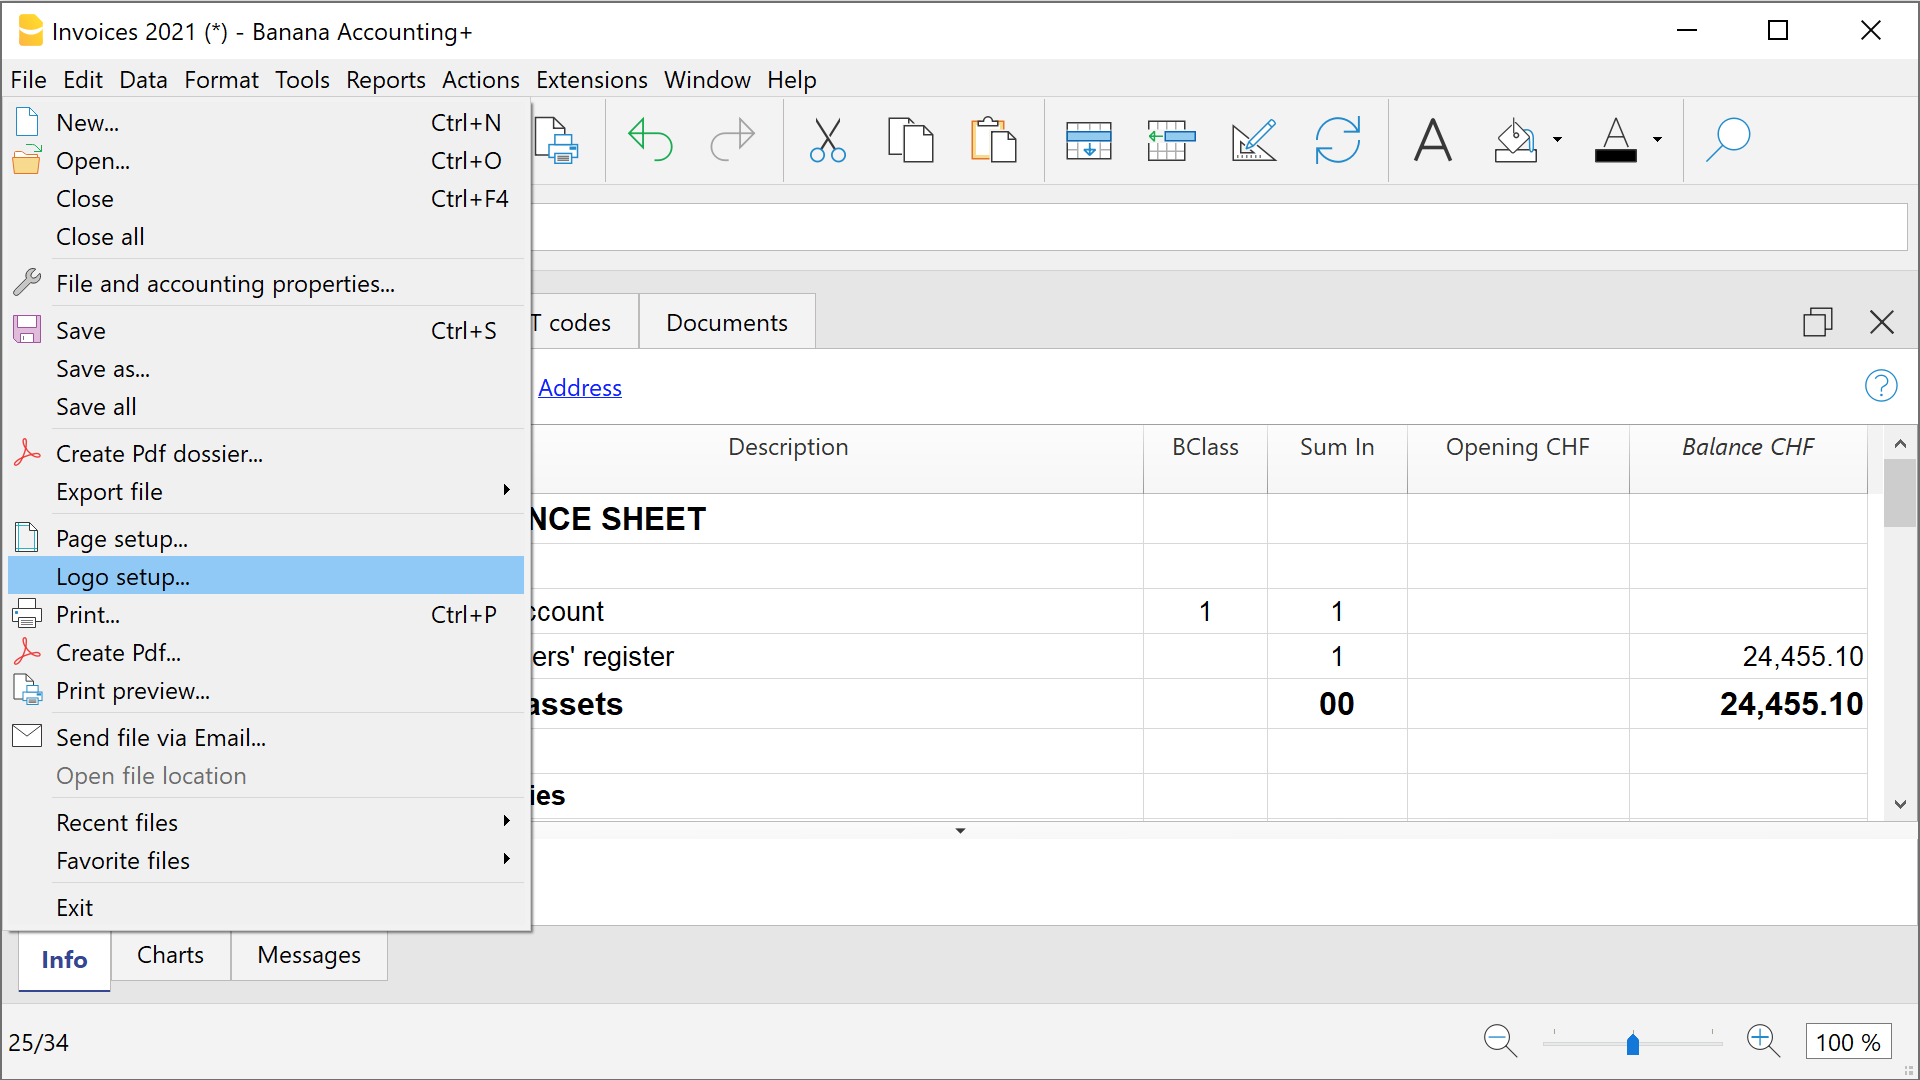 Invoices 2021 (*) - Banana Accounting+
File Edit Data Format Tools Reports Actions Extensions Window Help
New... Ctrl+N
Open... Ctrl+O
Close Ctrl+F4
Close all
File and accounting properties...
Save Ctrl+S
Save as...
Save all
Create Pdf dossier...
Export file
Page setup...
Logo setup...
Print... Ctrl+P
Create Pdf...
Print preview...
Send file via Email...
Open file location
Recent files
Favorite files
Exit
T codes Documents
Address
?
Description BClass Sum In Opening CHF Balance CHF
NCE SHEET
ccount 1 1
ers' register 1 24,455.10
assets 00 24,455.10
ies
Info Charts Messages
25/34 100 %